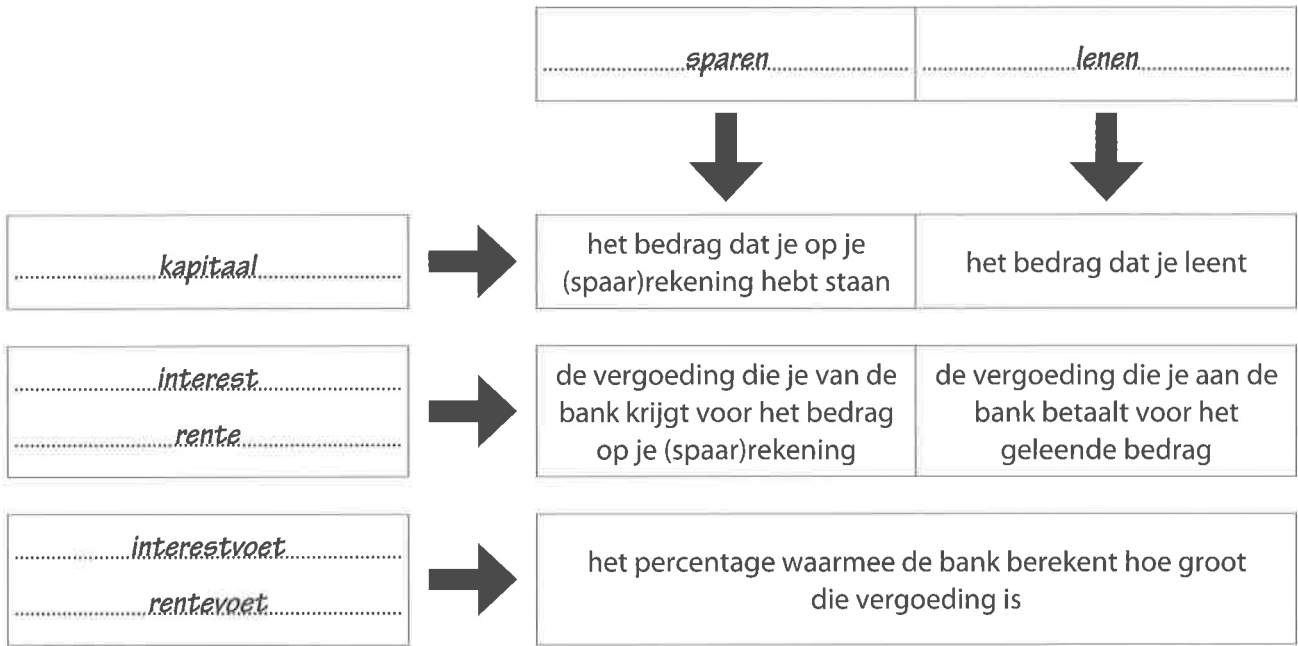 sparen
lenen
kapitaal
het bedrag dat je op je
(spaar)rekening hebt staan
het bedrag dat je leent
interest
rente
de vergoeding die je van de
bank krijgt voor het bedrag
op je (spaar)rekening
de vergoeding die je aan de
bank betaalt voor het
geleende bedrag
interestvoet
rentevoet
het percentage waarmee de bank berekent hoe groot
die vergoeding is